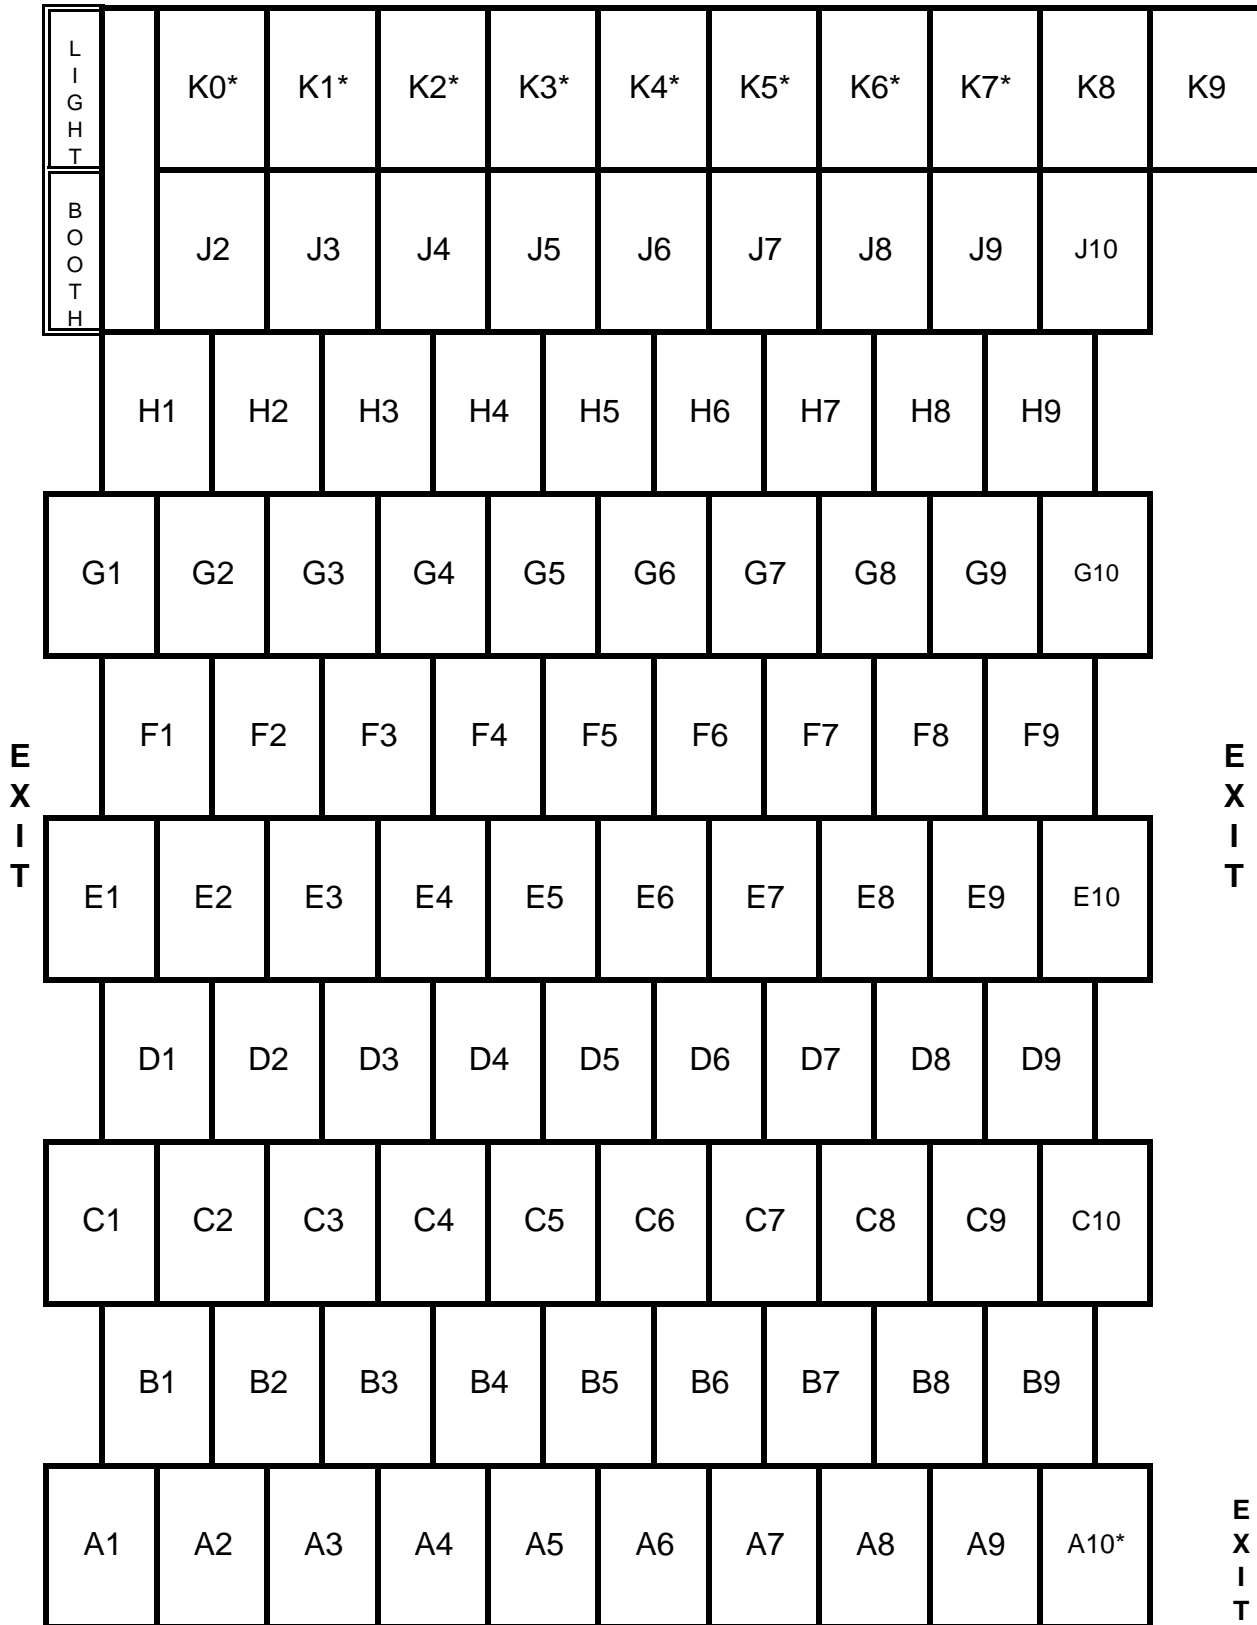 LIGHT
K0* K1* K2* K3* K4* K5* K6* K7* K8 K9
BOOTH
J2 J3 J4 J5 J6 J7 J8 J9 J10
H1 H2 H3 H4 H5 H6 H7 H8 H9
G1 G2 G3 G4 G5 G6 G7 G8 G9 G10
F1 F2 F3 F4 F5 F6 F7 F8 F9
EXIT
EXIT
E1 E2 E3 E4 E5 E6 E7 E8 E9 E10
D1 D2 D3 D4 D5 D6 D7 D8 D9
C1 C2 C3 C4 C5 C6 C7 C8 C9 C10
B1 B2 B3 B4 B5 B6 B7 B8 B9
A1 A2 A3 A4 A5 A6 A7 A8 A9 A10*
EXIT